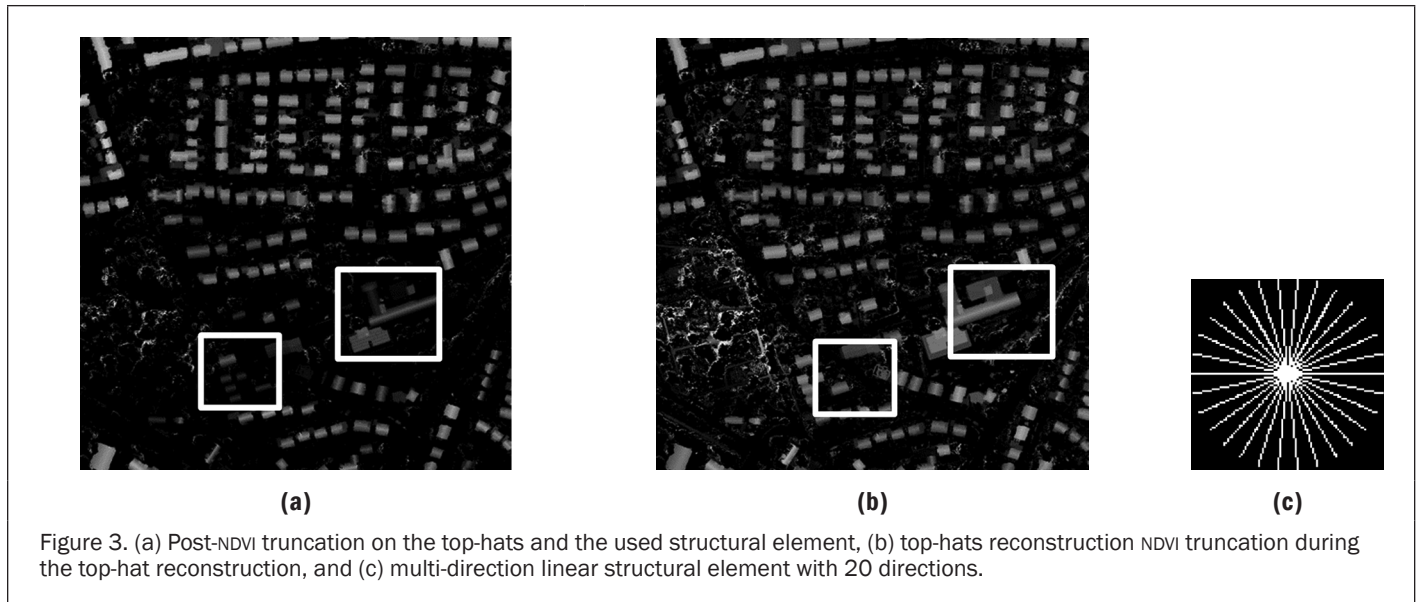 (a)
(b)
(c)
Figure 3. (a) Post-NDVI truncation on the top-hats and the used structural element, (b) top-hats reconstruction NDVI truncation during
the top-hat reconstruction, and (c) multi-direction linear structural element with 20 directions.